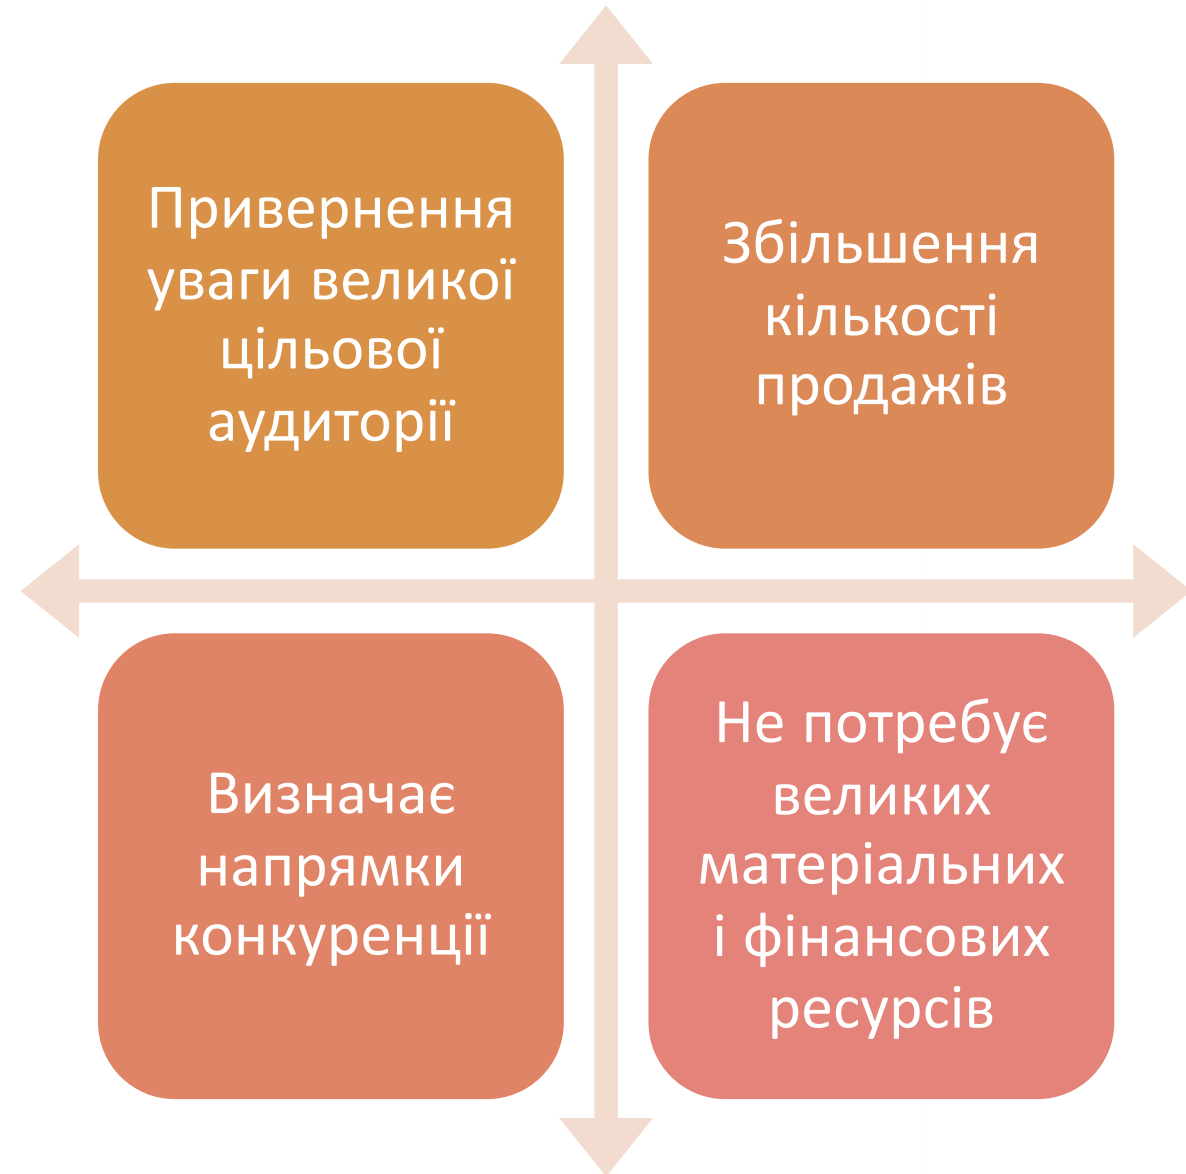 Привернення
уваги великої
цільової
аудиторії
Збільшення
кількості
продажів
Визначає
напрямки
конкуренції
Не потребує
великих
матеріальних
і фінансових
ресурсів